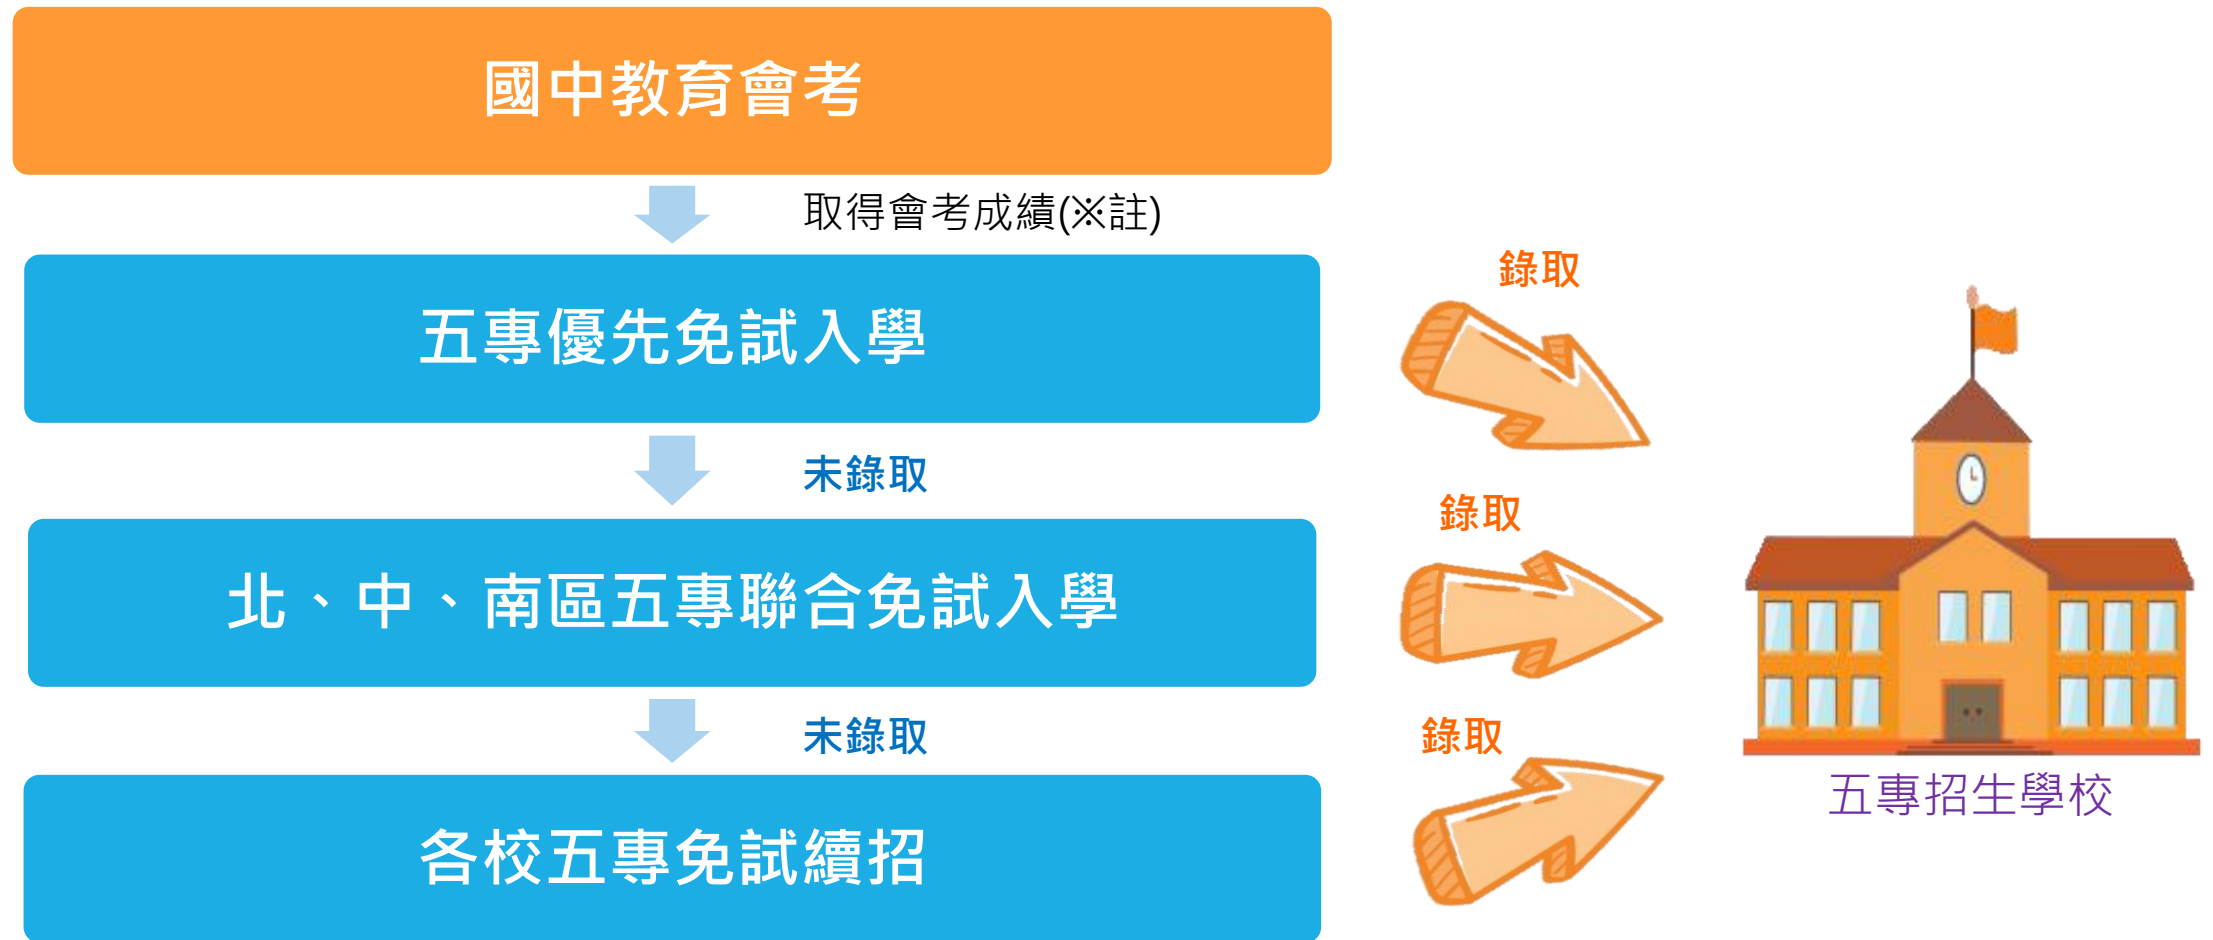 國中教育會考
取得會考成績(※註)
五專優先免試入學
錄取
未錄取
北、中、南區五專聯合免試入學
錄取
未錄取
各校五專免試續招
錄取
五專招生學校